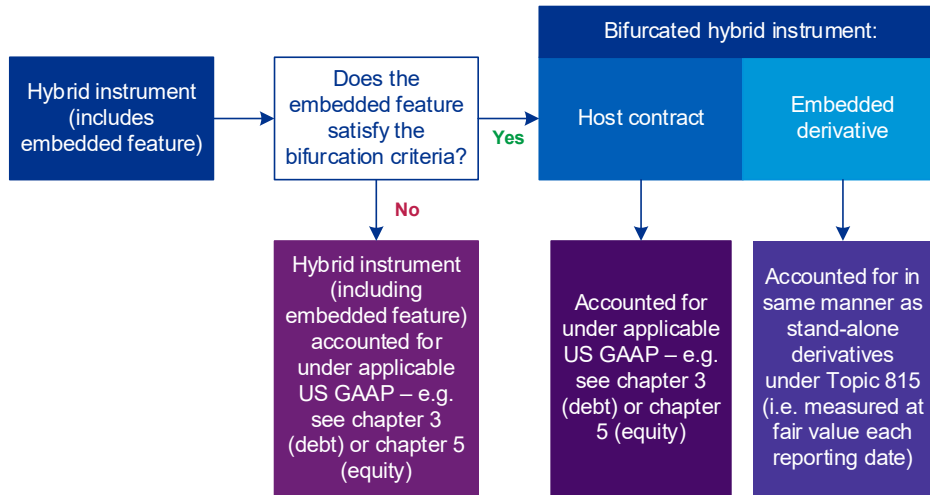 Hybrid instrument
(includes
embedded feature)
Does the
embedded feature
satisfy the
bifurcation criteria?
Yes
No
Bifurcated hybrid instrument:
Host contract
Embedded
derivative
Hybrid instrument
(including
embedded feature)
accounted for
under applicable
US GAAP – e.g.
see chapter 3
(debt) or chapter 5
(equity)
Accounted for
under applicable
US GAAP – e.g.
see chapter 3
(debt) or chapter
5 (equity)
Accounted for in
same manner as
stand-alone
derivatives
under Topic 815
(i.e. measured at
fair value each
reporting date)